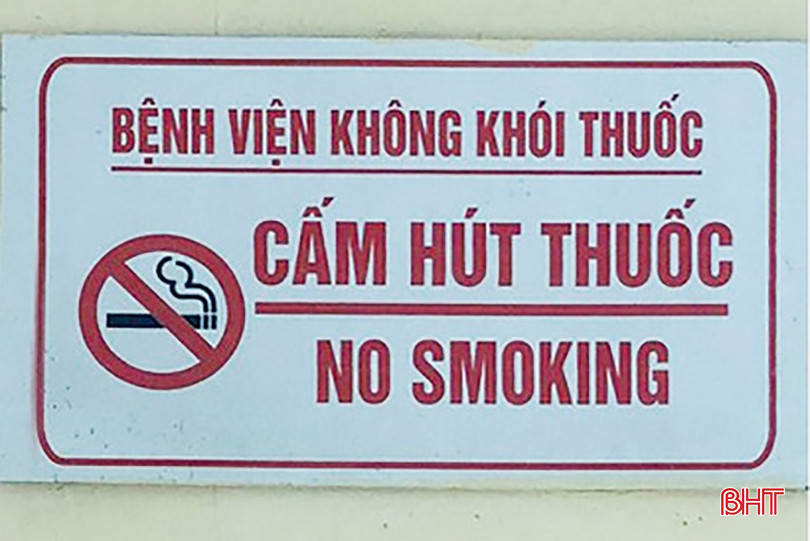 BỆNH VIỆN KHÔNG KHÓI THUỐC
CẤM HÚT THUỐC
NO SMOKING
BHT